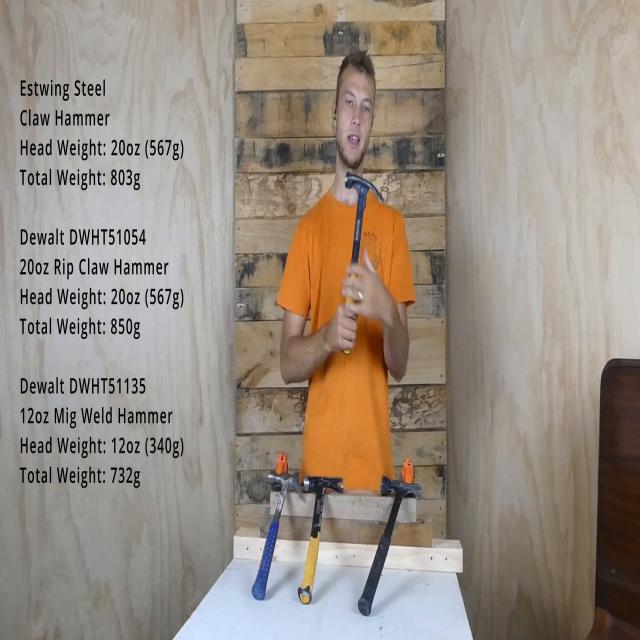 Estwing Steel
Claw Hammer
Head Weight: 20oz (567g)
Total Weight: 803g
Dewalt DWHT51054
20oz Rip Claw Hammer
Head Weight: 20oz (567g)
Total Weight: 850g
Dewalt DWHT51135
12oz Mig Weld Hammer
Head Weight: 12oz (340g)
Total Weight: 732g